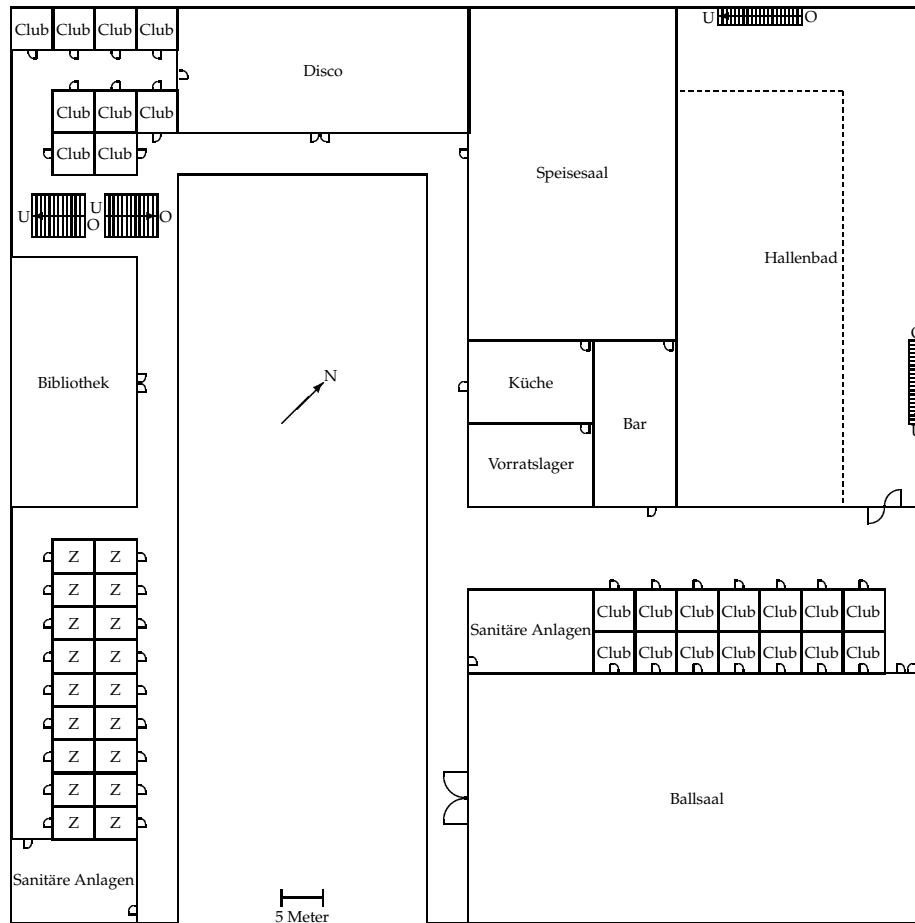 U O
Club Club Club Club
Disco
Club Club Club
Club Club
Speisesaal
U U O O
Hallenbad
N
Bibliothek
Küche
Bar
Vorratslager
Z Z
Z Z
Club Club Club Club Club Club Club
Z Z
Sanitäre Anlagen
Club Club Club Club Club Club Club
Z Z
Z Z
Z Z
Z Z
Z Z
Ballsaal
Z Z
Sanitäre Anlagen
5 Meter